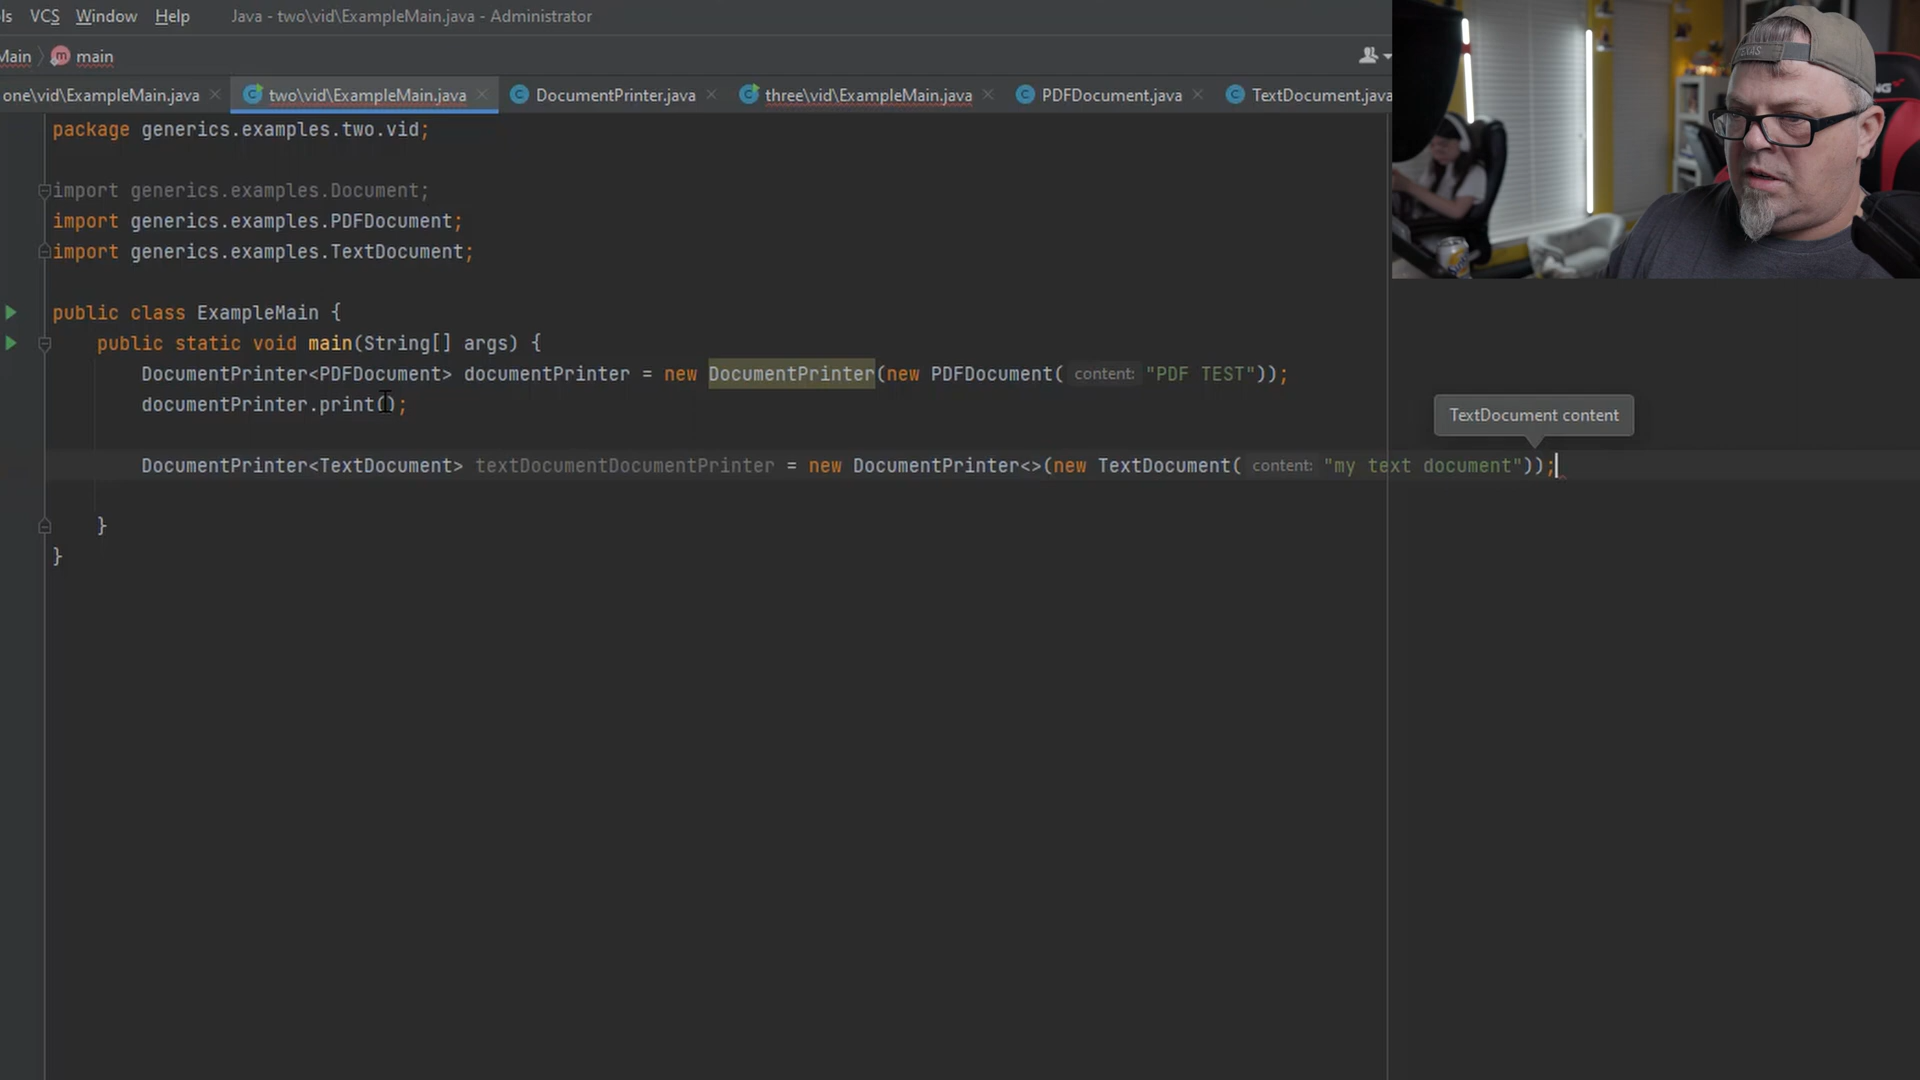 ls VCS Window Help Java - two\vid\ExampleMain.java - Administrator
Main main
one\vid\ExampleMain.java two\vid\ExampleMain.java DocumentPrinter.java three\vid\ExampleMain.java PDFDocument.java TextDocument.java
package generics.examples.two.vid;
import generics.examples.Document;
import generics.examples.PDFDocument;
import generics.examples.TextDocument;
public class ExampleMain {
public static void main(String[] args) {
DocumentPrinter<PDFDocument> documentPrinter = new DocumentPrinter(new PDFDocument( content: "PDF TEST"));
documentPrinter.print();
TextDocument content
DocumentPrinter<TextDocument> textDocumentDocumentPrinter = new DocumentPrinter<>(new TextDocument( content: "my text document"));
}
}
TEXAS